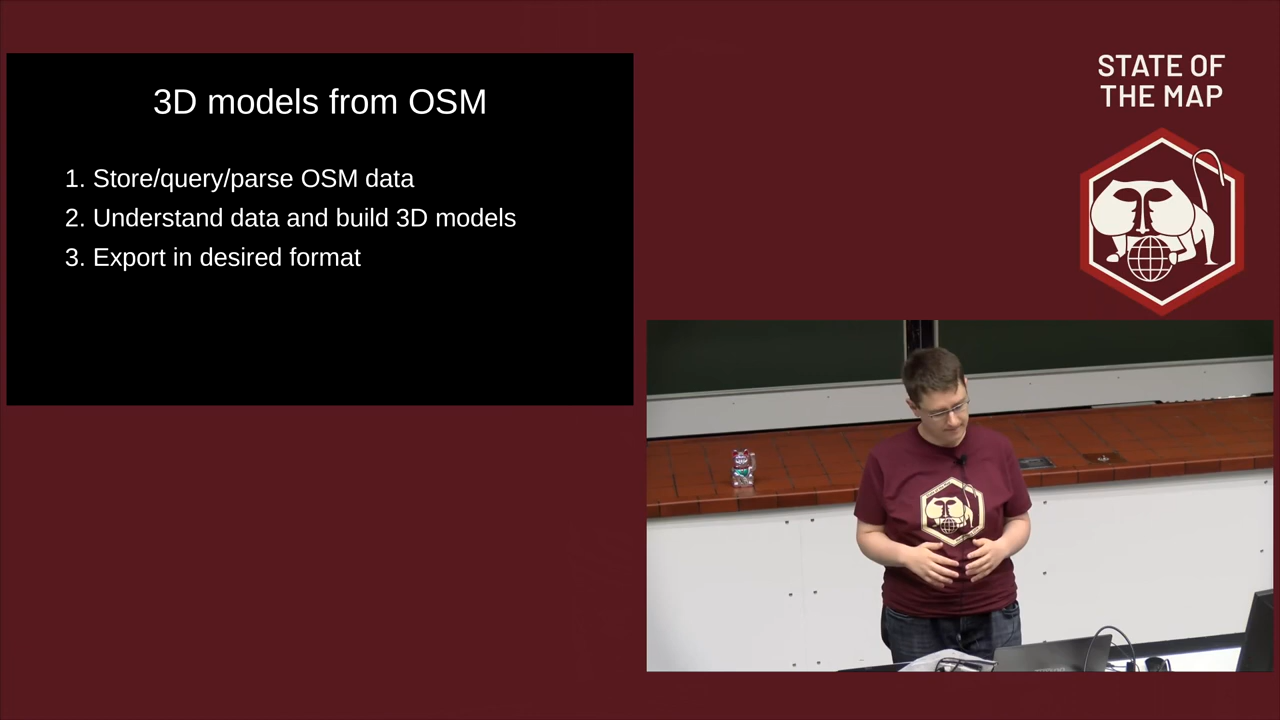 3D models from OSM
1. Store/query/parse OSM data
2. Understand data and build 3D models
3. Export in desired format
STATE OF
THE MAP